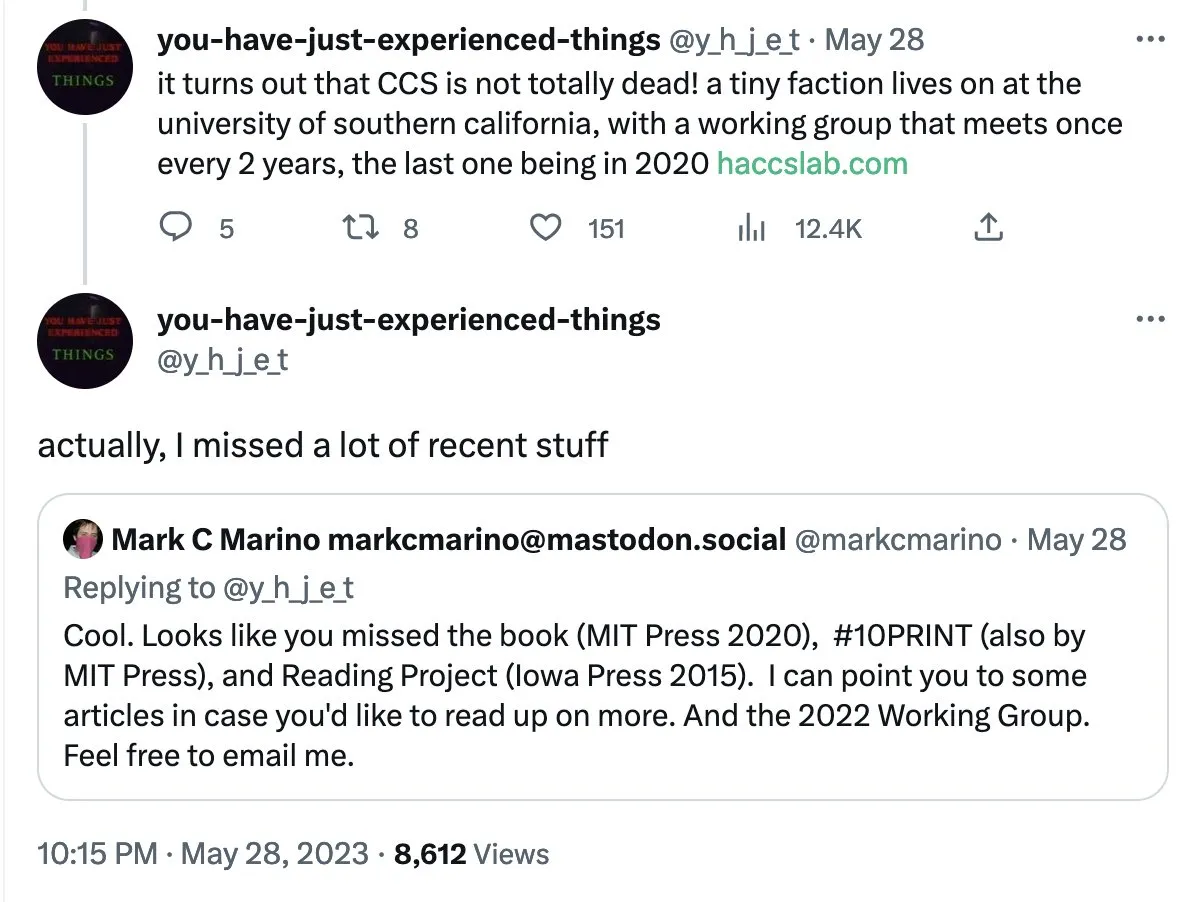 YOU HAVE JUST
EXPERIENCED
THINGS
you-have-just-experienced-things @y_h_j_e_t · May 28
it turns out that CCS is not totally dead! a tiny faction lives on at the
university of southern california, with a working group that meets once
every 2 years, the last one being in 2020 haccslab.com
5 8 151 12.4K
YOU HAVE JUST
EXPERIENCED
THINGS
you-have-just-experienced-things
@y_h_j_e_t
actually, I missed a lot of recent stuff
Mark C Marino markcmarino@mastodon.social @markcmarino · May 28
Replying to @y_h_j_e_t
Cool. Looks like you missed the book (MIT Press 2020),  #10PRINT (also by
MIT Press), and Reading Project (Iowa Press 2015).  I can point you to some
articles in case you'd like to read up on more. And the 2022 Working Group.
Feel free to email me.
10:15 PM · May 28, 2023 · 8,612 Views